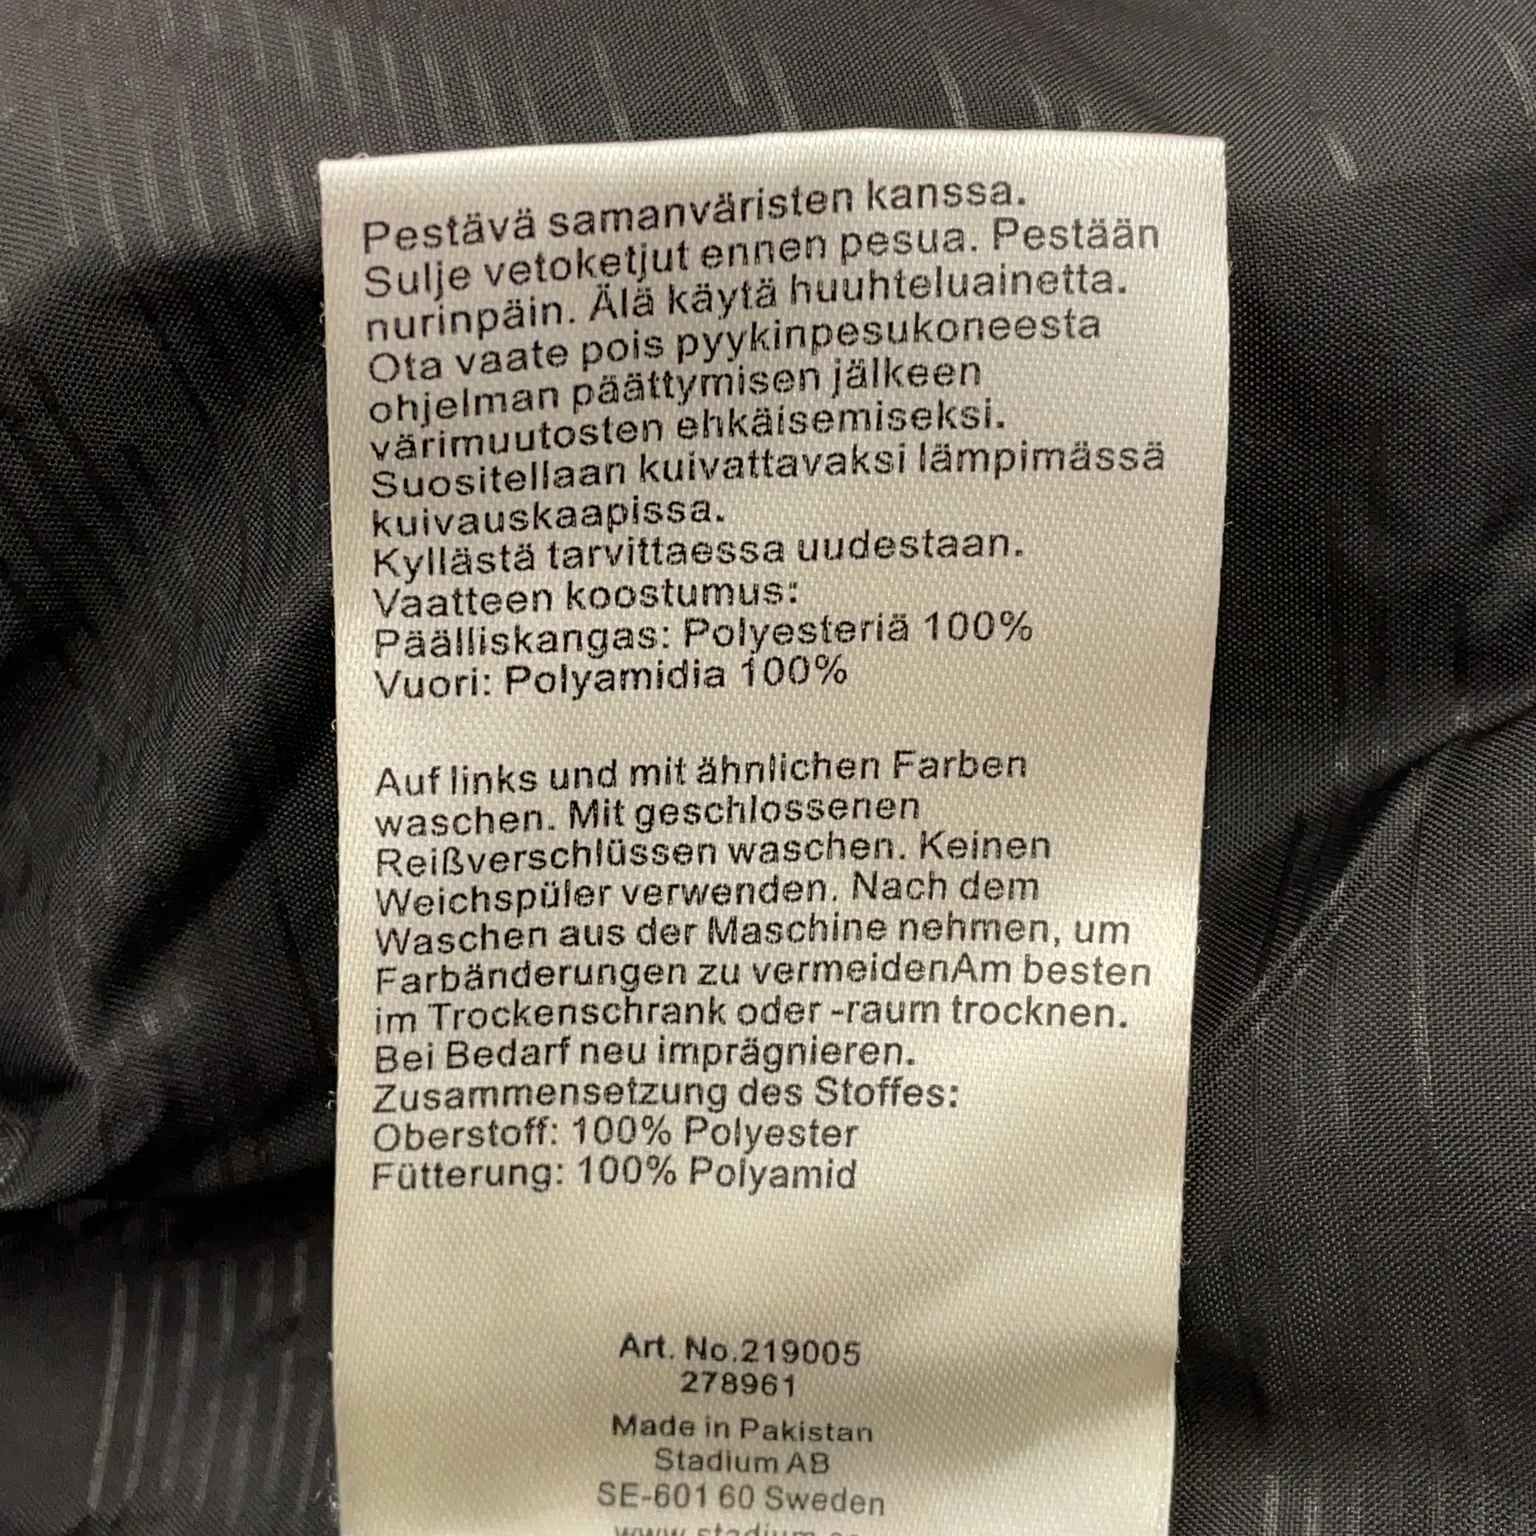 Pestävä samanväristen kanssa.
Sulje vetoketjut ennen pesua. Pestään
nurinpäin. Älä käytä huuhteluainetta.
Ota vaate pois pyykinpesukoneesta
ohjelman päättymisen jälkeen
värimuutosten ehkäisemiseksi.
Suositellaan kuivattavaksi lämpimässä
kuivauskaapissa.
Kyllästä tarvittaessa uudestaan.
Vaatteen koostumus:
Päälliskangas: Polyesteriä 100%
Vuori: Polyamidia 100%
Auf links und mit ähnlichen Farben
waschen. Mit geschlossenen
Reißverschlüssen waschen. Keinen
Weichspüler verwenden. Nach dem
Waschen aus der Maschine nehmen, um
Farbänderungen zu vermeidenAm besten
im Trockenschrank oder -raum trocknen.
Bei Bedarf neu imprägnieren.
Zusammensetzung des Stoffes:
Oberstoff: 100% Polyester
Fütterung: 100% Polyamid
Art. No.219005
278961
Made in Pakistan
Stadium AB
SE-601 60 Sweden